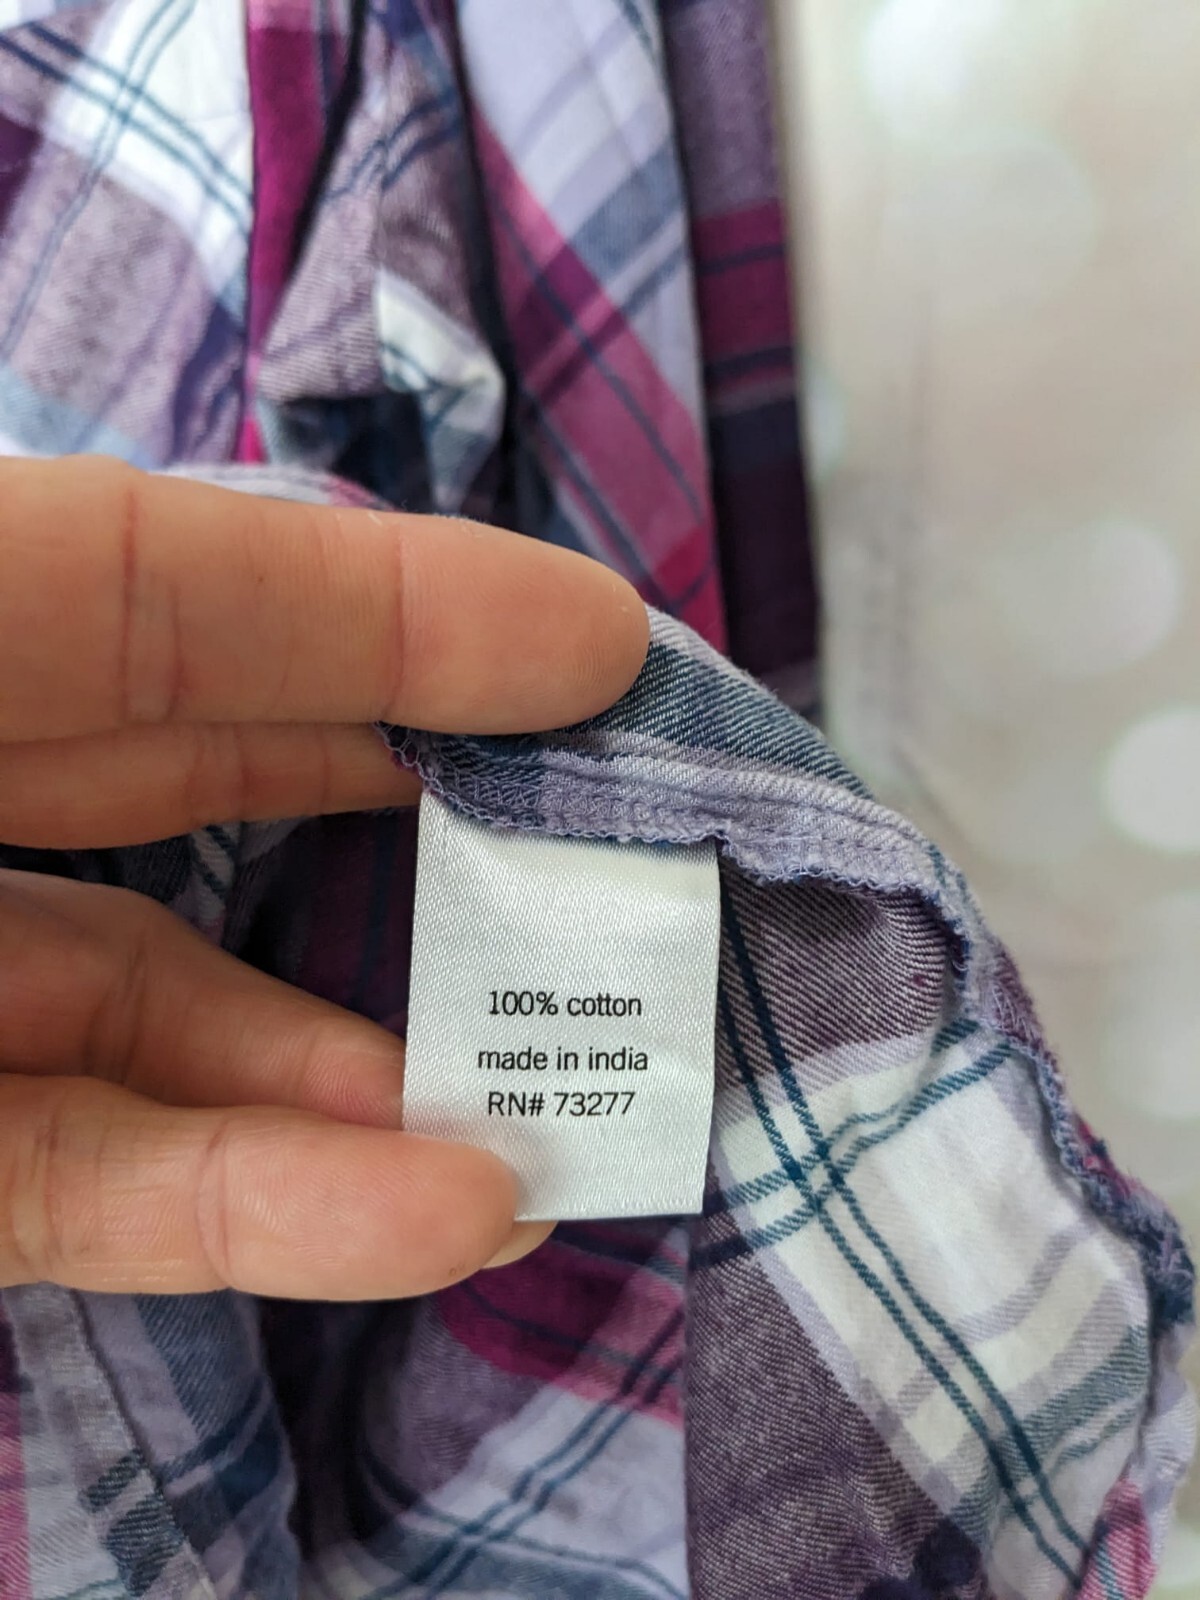 100% cotton
made in india
RN# 73277